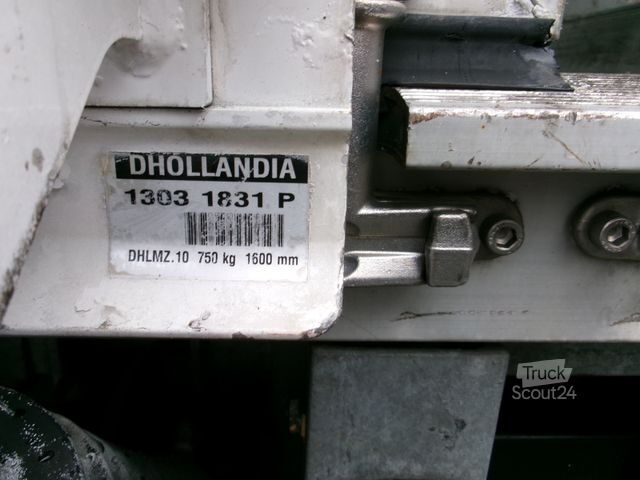 DHOLLANDIA
1303 1831 P
DHLMZ.10 750 kg 1600 mm
Truck
Scout24